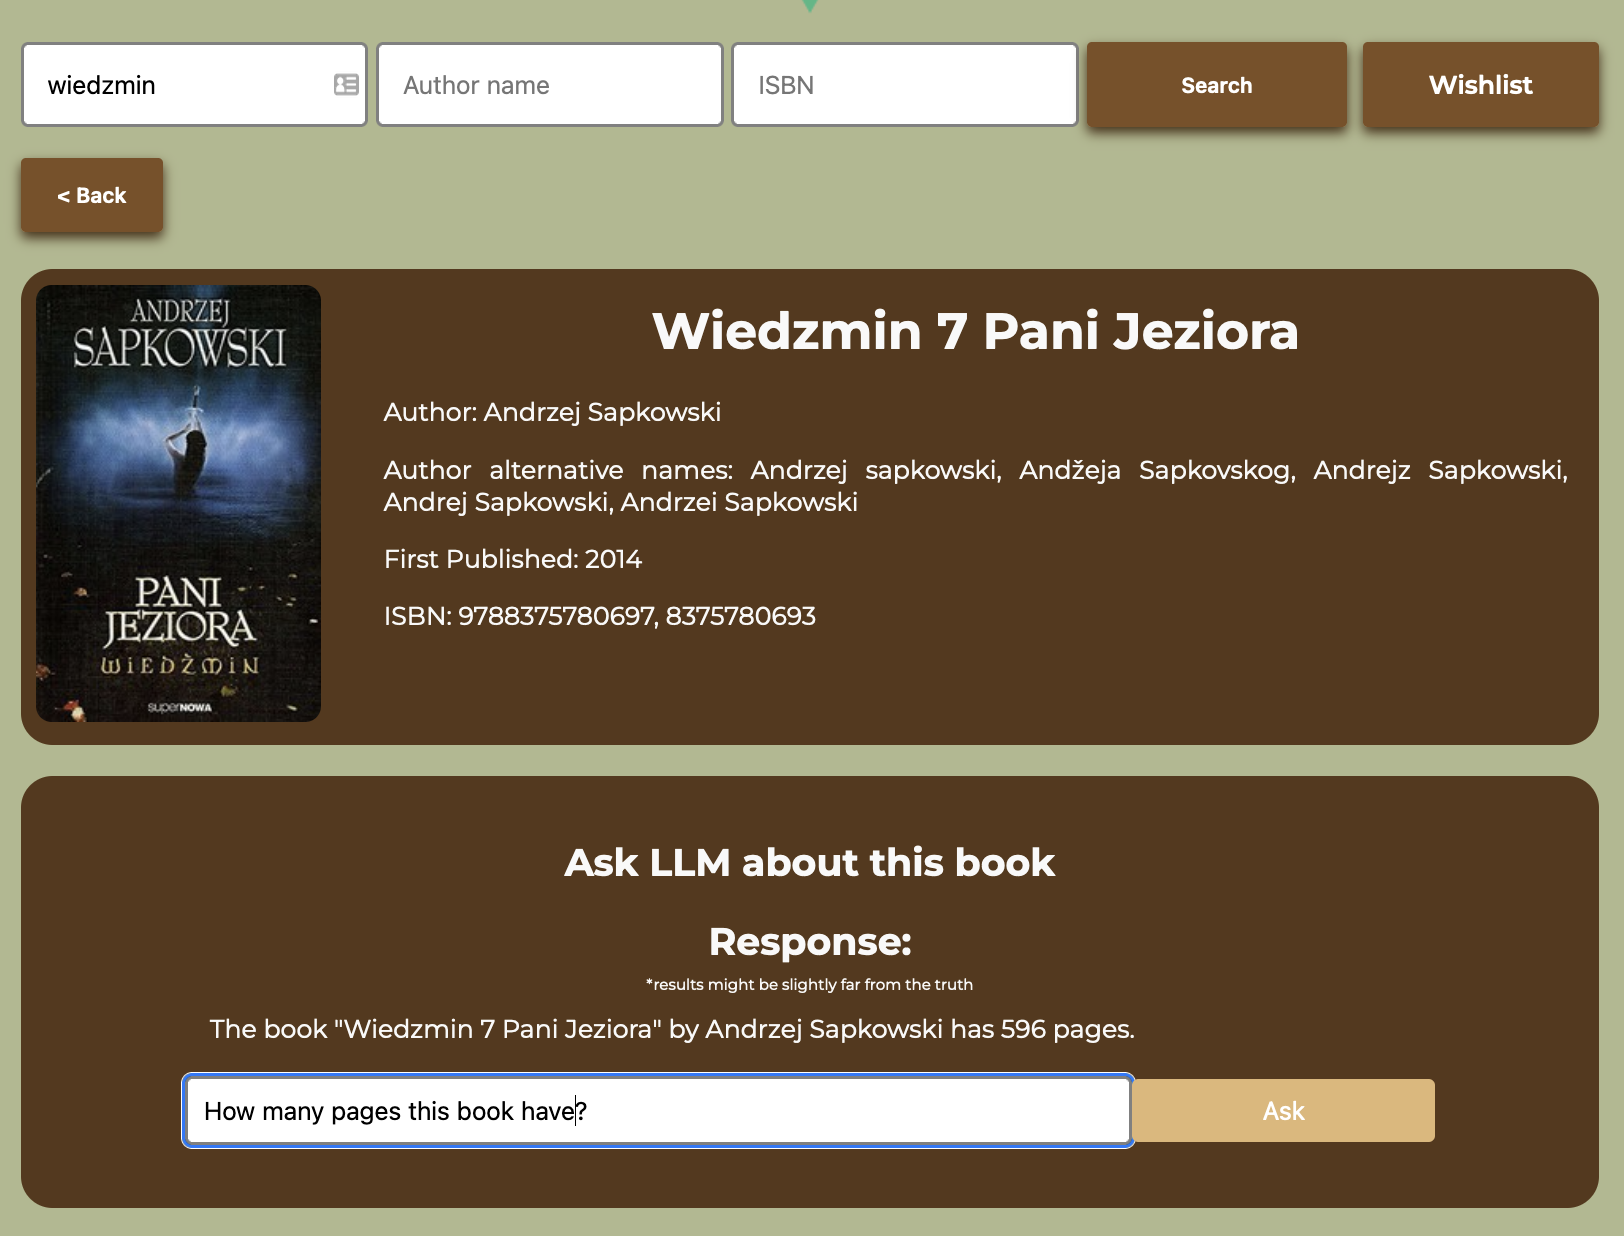 wiedzmin
Author name
ISBN
Search
Wishlist
< Back
ANDRZEJ
SAPKOWSKI
PANI
JEZIORA
WIEDŹMIN
superNOWA
Wiedzmin 7 Pani Jeziora
Author: Andrzej Sapkowski
Author alternative names: Andrzej sapkowski, Andžeja Sapkovskog, Andrejz Sapkowski,
Andrej Sapkowski, Andrzei Sapkowski
First Published: 2014
ISBN: 9788375780697, 8375780693
Ask LLM about this book
Response:
*results might be slightly far from the truth
The book "Wiedzmin 7 Pani Jeziora" by Andrzej Sapkowski has 596 pages.
How many pages this book have?
Ask